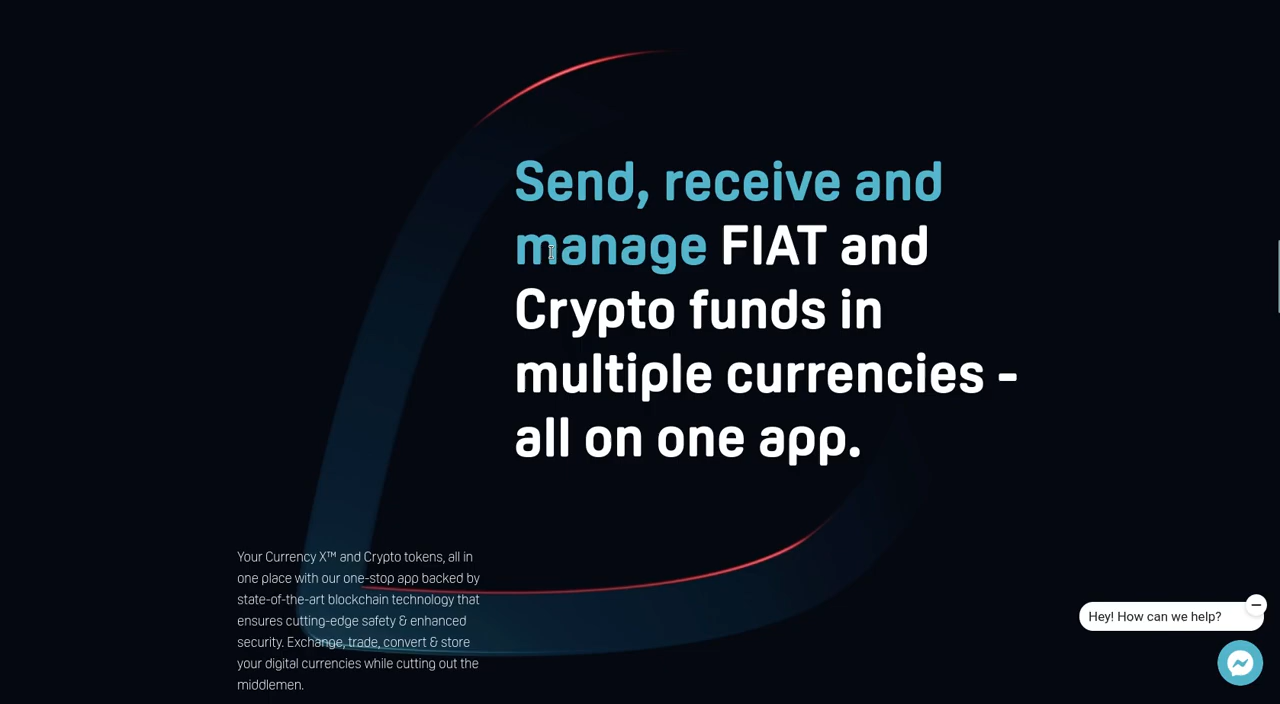 Send, receive and
manage FIAT and
Crypto funds in
multiple currencies -
all on one app.
Your Currency X™ and Crypto tokens, all in
one place with our one-stop app backed by
state-of-the-art blockchain technology that
ensures cutting-edge safety & enhanced
security. Exchange, trade, convert & store
your digital currencies while cutting out the
middlemen.
Hey! How can we help?